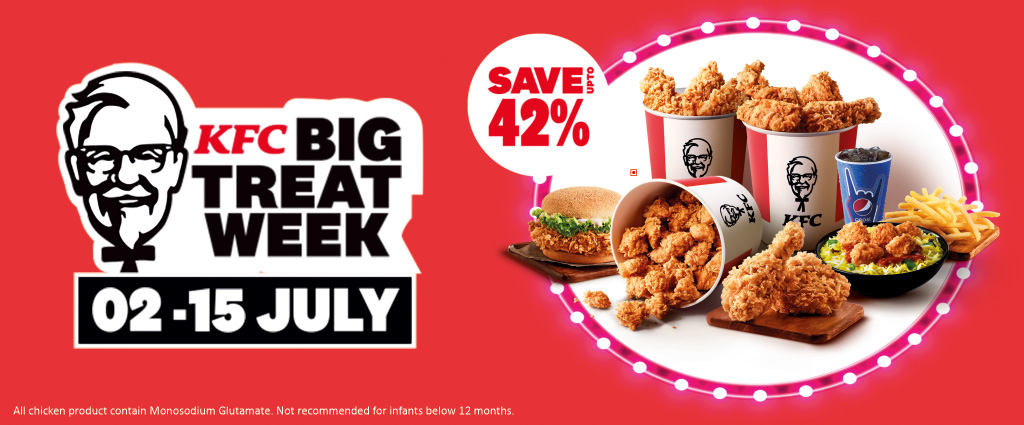 KFC BIG
TREAT
WEEK
02 -15 JULY
SAVE UPTO
42%
KFC
KFC
pepsi
All chicken product contain Monosodium Glutamate. Not recommended for infants below 12 months.